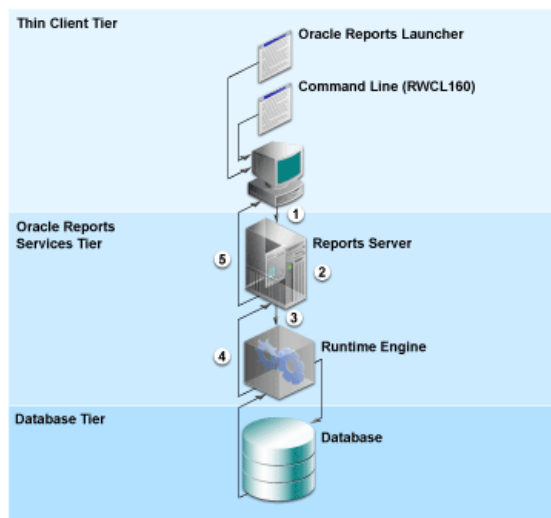 Thin Client Tier
Oracle Reports Launcher
Command Line (RWCL160)
1
Oracle Reports
Services Tier
Reports Server
5
2
3
Runtime Engine
4
Database Tier
Database